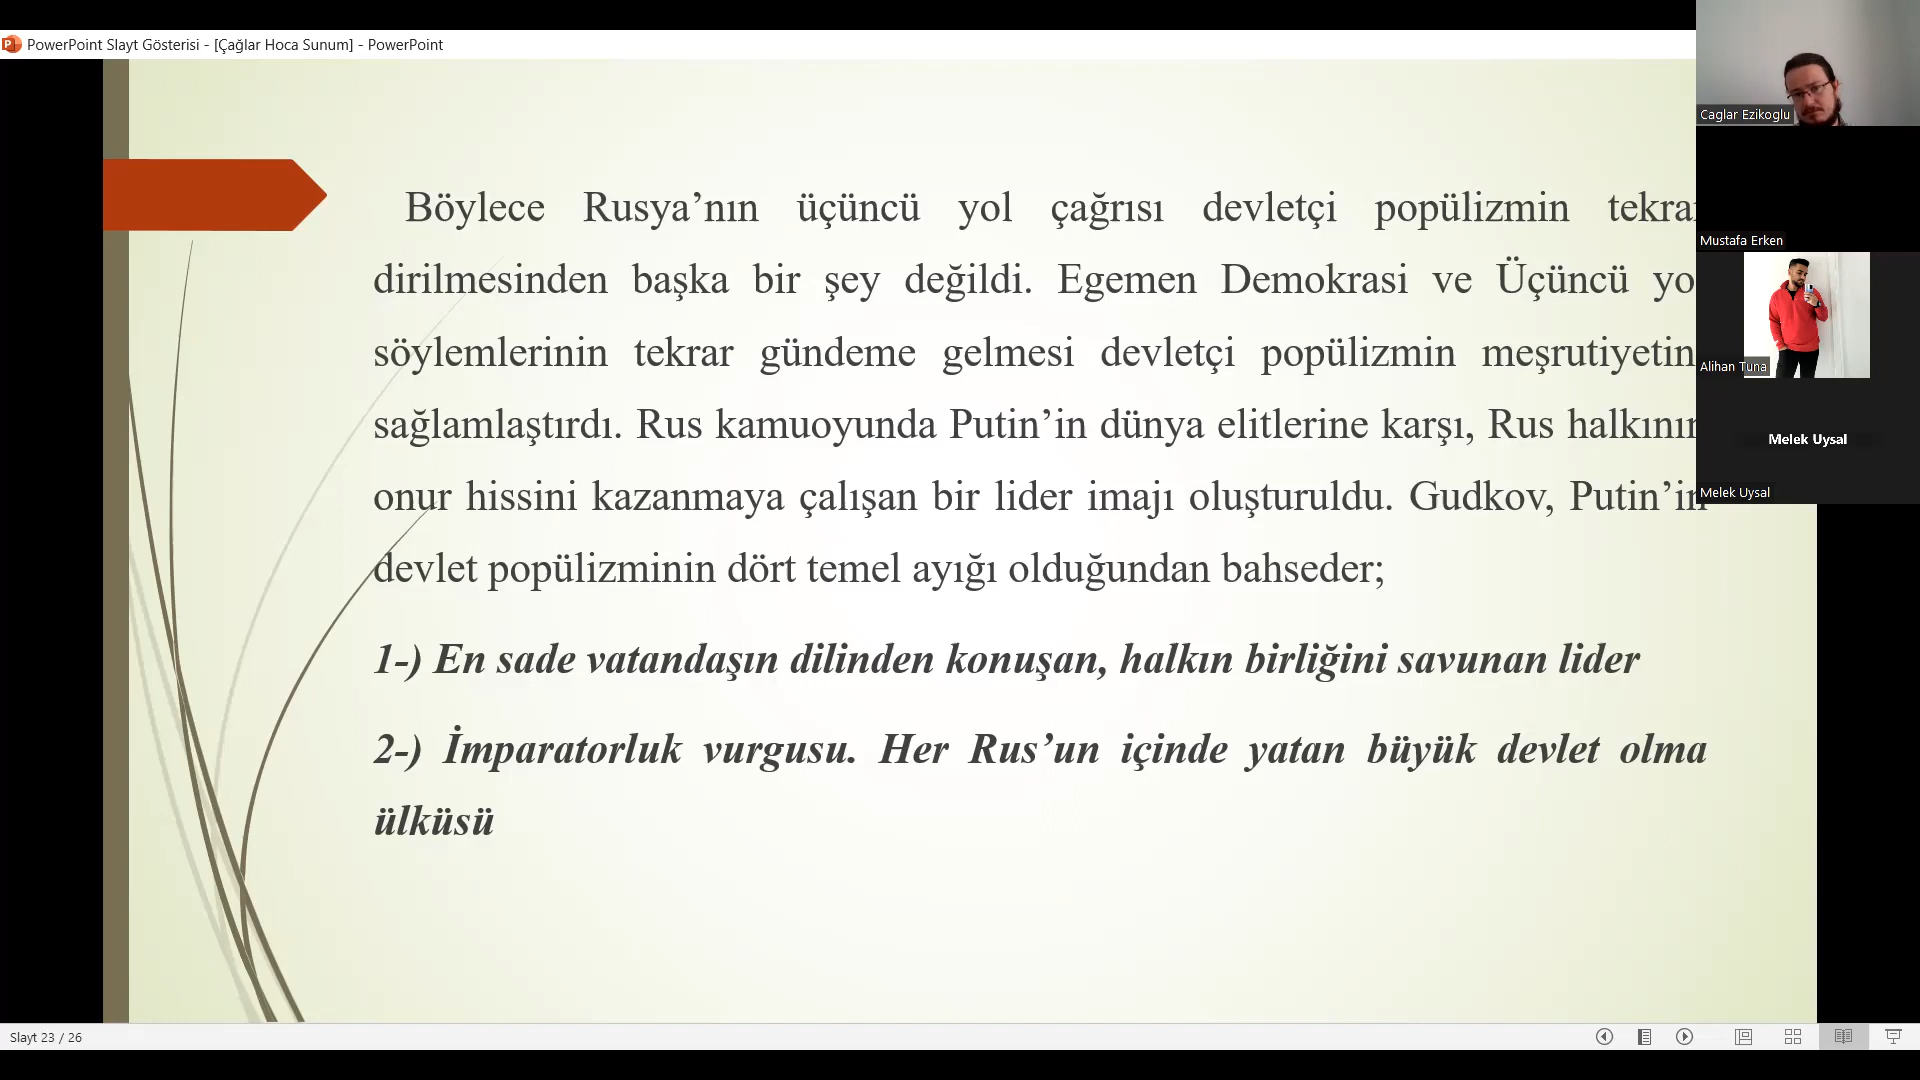 PowerPoint Slayt Gösterisi - [Çağlar Hoca Sunum] - PowerPoint
Böylece Rusya’nın üçüncü yol çağrısı devletçi popülizmin
dirilmesinden başka bir şey değildi. Egemen Demokrasi ve Üçüncü
söylemlerinin tekrar gündeme gelmesi devletçi popülizmin
sağlamlaştırdı. Rus kamuoyunda Putin’in dünya elitlerine karşı, Rus halkının
onur hissini kazanmaya çalışan bir lider imajı oluşturuldu. Gudkov, Putin’in
devlet popülizminin dört temel ayığı olduğundan bahseder;
1-) En sade vatandaşın dilinden konuşan, halkın birliğini savunan lider
2-) İmparatorluk vurgusu. Her Rus’un içinde yatan büyük devlet olma
ülküsü
Caglar Ezikoglu
Mustafa Erken
Alihan Tuna
Melek Uysal
Melek Uysal
Slayt 23 / 26